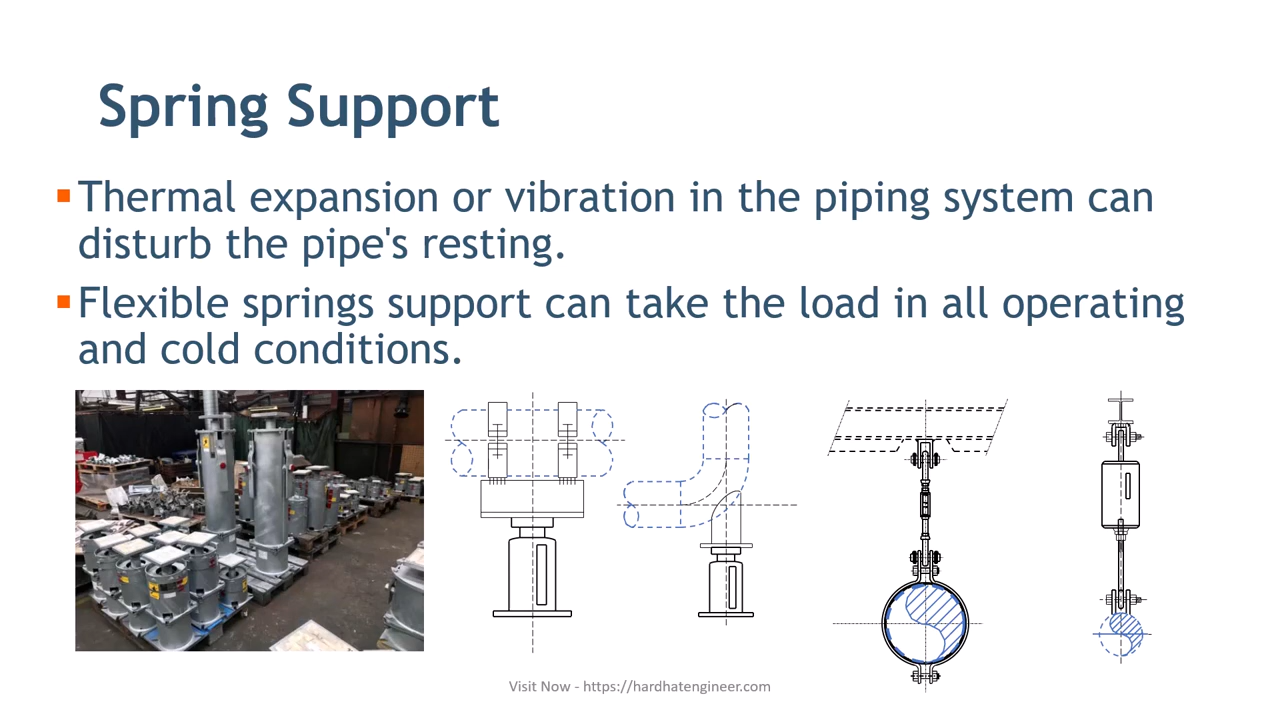 Spring Support
Thermal expansion or vibration in the piping system can
disturb the pipe's resting.
Flexible springs support can take the load in all operating
and cold conditions.
Visit Now - https://hardhatengineer.com